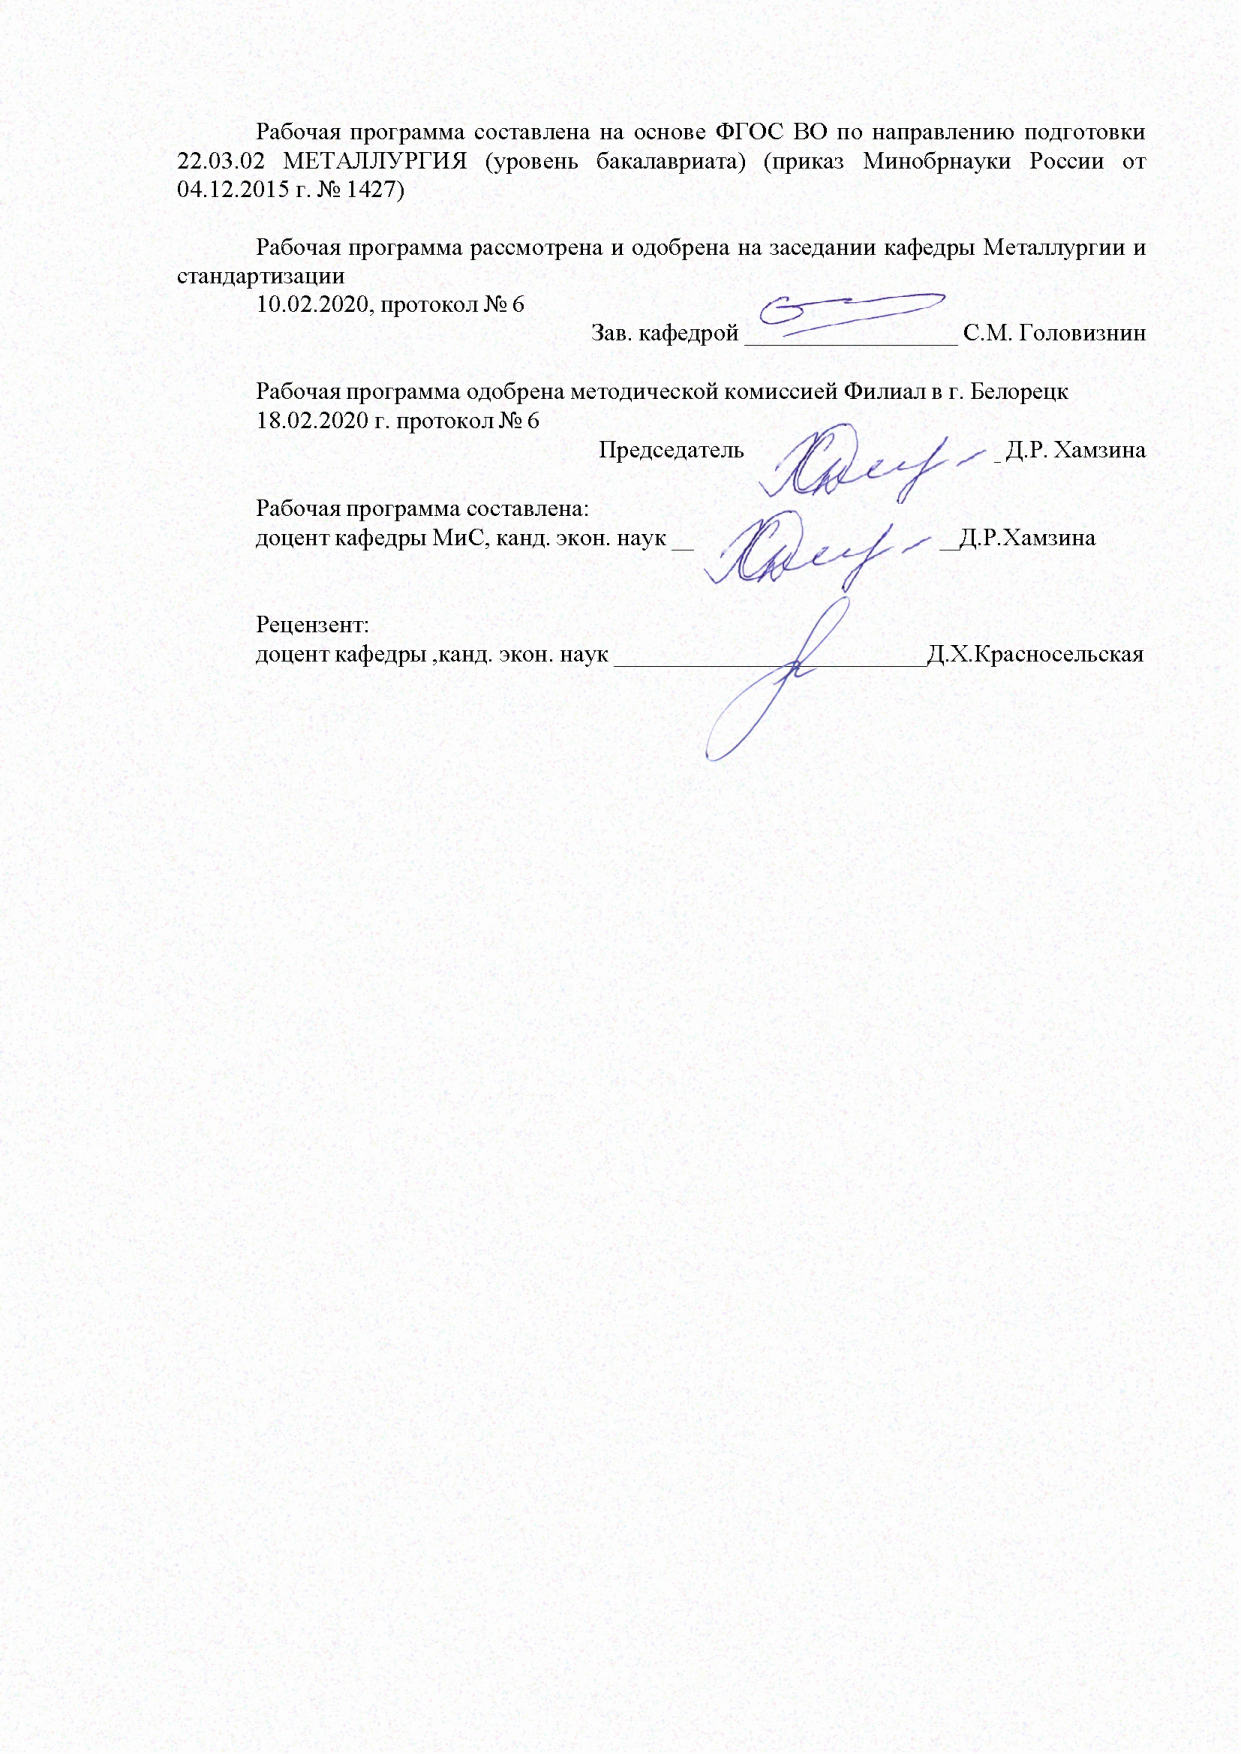 Рабочая программа составлена на основе ФГОС ВО по направлению подготовки
22.03.02 МЕТАЛЛУРГИЯ (уровень бакалавриата) (приказ Минобрнауки России от
04.12.2015 г. № 1427)
Рабочая программа рассмотрена и одобрена на заседании кафедры Металлургии и
стандартизации
10.02.2020, протокол № 6
Зав. кафедрой _________________ С.М. Головизнин
Рабочая программа одобрена методической комиссией Филиал в г. Белорецк
18.02.2020 г. протокол № 6
Председатель _ Д.Р. Хамзина
Рабочая программа составлена:
доцент кафедры МиС, канд. экон. наук __ __Д.Р.Хамзина
Рецензент:
доцент кафедры ,канд. экон. наук _________________________Д.Х.Красносельская